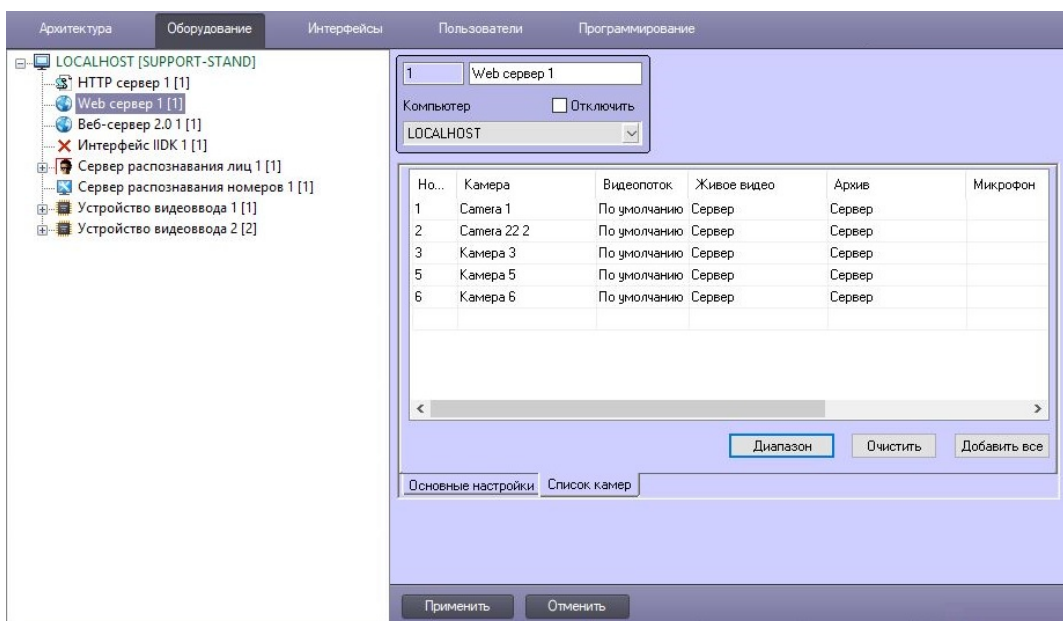 Архитектура Оборудование Интерфейсы Пользователи Программирование
LOCALHOST [SUPPORT-STAND]
HTTP сервер 1 [1]
Web сервер 1 [1]
Веб-сервер 2.0 1 [1]
Интерфейс IIDK 1 [1]
Сервер распознавания лиц 1 [1]
Сервер распознавания номеров 1 [1]
Устройство видеоввода 1 [1]
Устройство видеоввода 2 [2]
1 Web сервер 1
Компьютер Отключить
LOCALHOST
Но... Камера Видеопоток Живое видео Архив Микрофон
1 Camera 1 По умолчанию Сервер Сервер
2 Camera 22 2 По умолчанию Сервер Сервер
3 Камера 3 По умолчанию Сервер Сервер
5 Камера 5 По умолчанию Сервер Сервер
6 Камера 6 По умолчанию Сервер Сервер
Диапазон Очистить Добавить все
Основные настройки Список камер
Применить Отменить